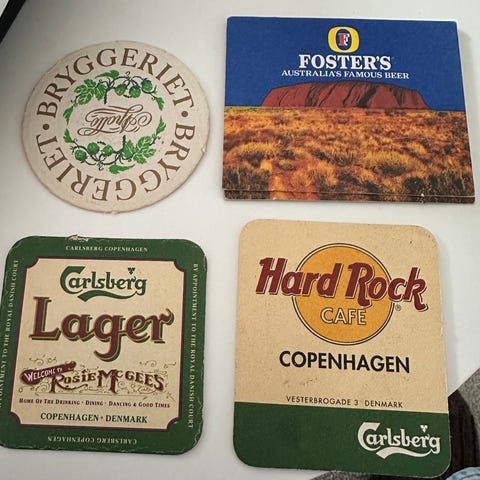 BRYGGERIET · BRYGGERIET ·
Apollo
F
FOSTER'S
AUSTRALIA'S FAMOUS BEER
CARLSBERG COPENHAGEN
BY APPOINTMENT TO THE ROYAL DANISH COURT
CARLSBERG COPENHAGEN
APPOINTMENT TO THE ROYAL DANISH COURT
Carlsberg
Lager
WELCOME TO ROSIE McGEES
HOME OF THE DRINKING · DINING · DANCING & GOOD TIMES
COPENHAGEN · DENMARK
Hard Rock
CAFE
®
COPENHAGEN
VESTERBROGADE 3 DENMARK
Carlsberg